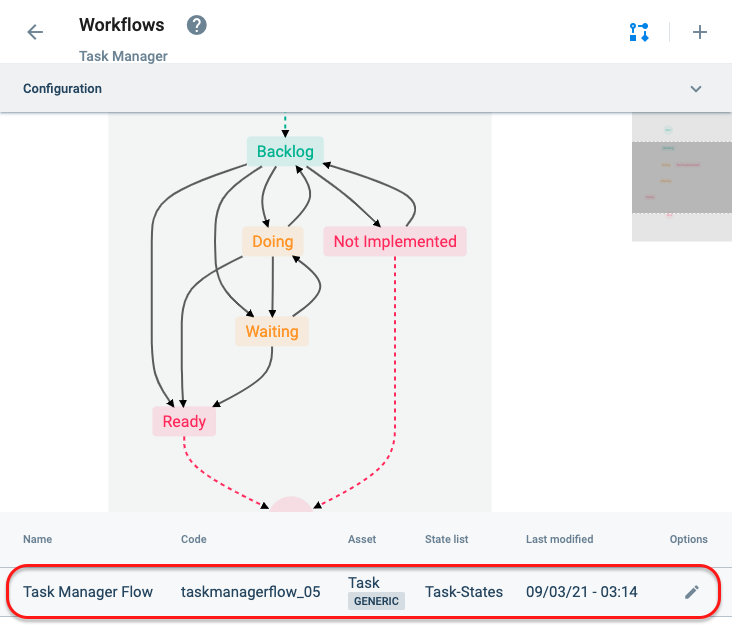 Workflows ?
Task Manager
Configuration
Backlog
Doing Not Implemented
Waiting
Ready
Name Code Asset State list Last modified Options
Task Manager Flow taskmanagerflow_05 Task Task-States 09/03/21 - 03:14
GENERIC